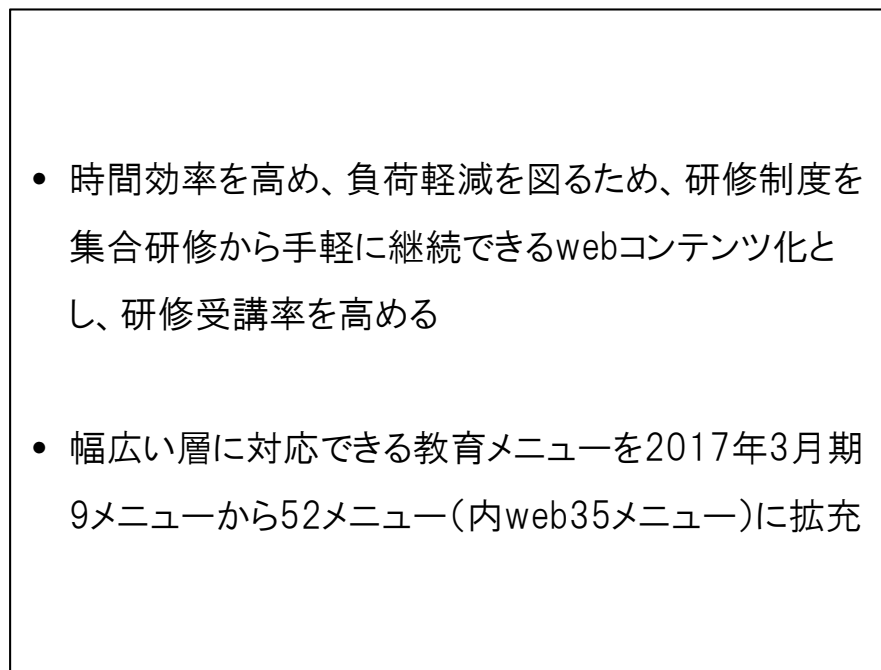 • 時間効率を高め、負荷軽減を図るため、研修制度を
集合研修から手軽に継続できるwebコンテンツ化と
し、研修受講率を高める
• 幅広い層に対応できる教育メニューを2017年3月期
9メニューから52メニュー（内web35メニュー）に拡充